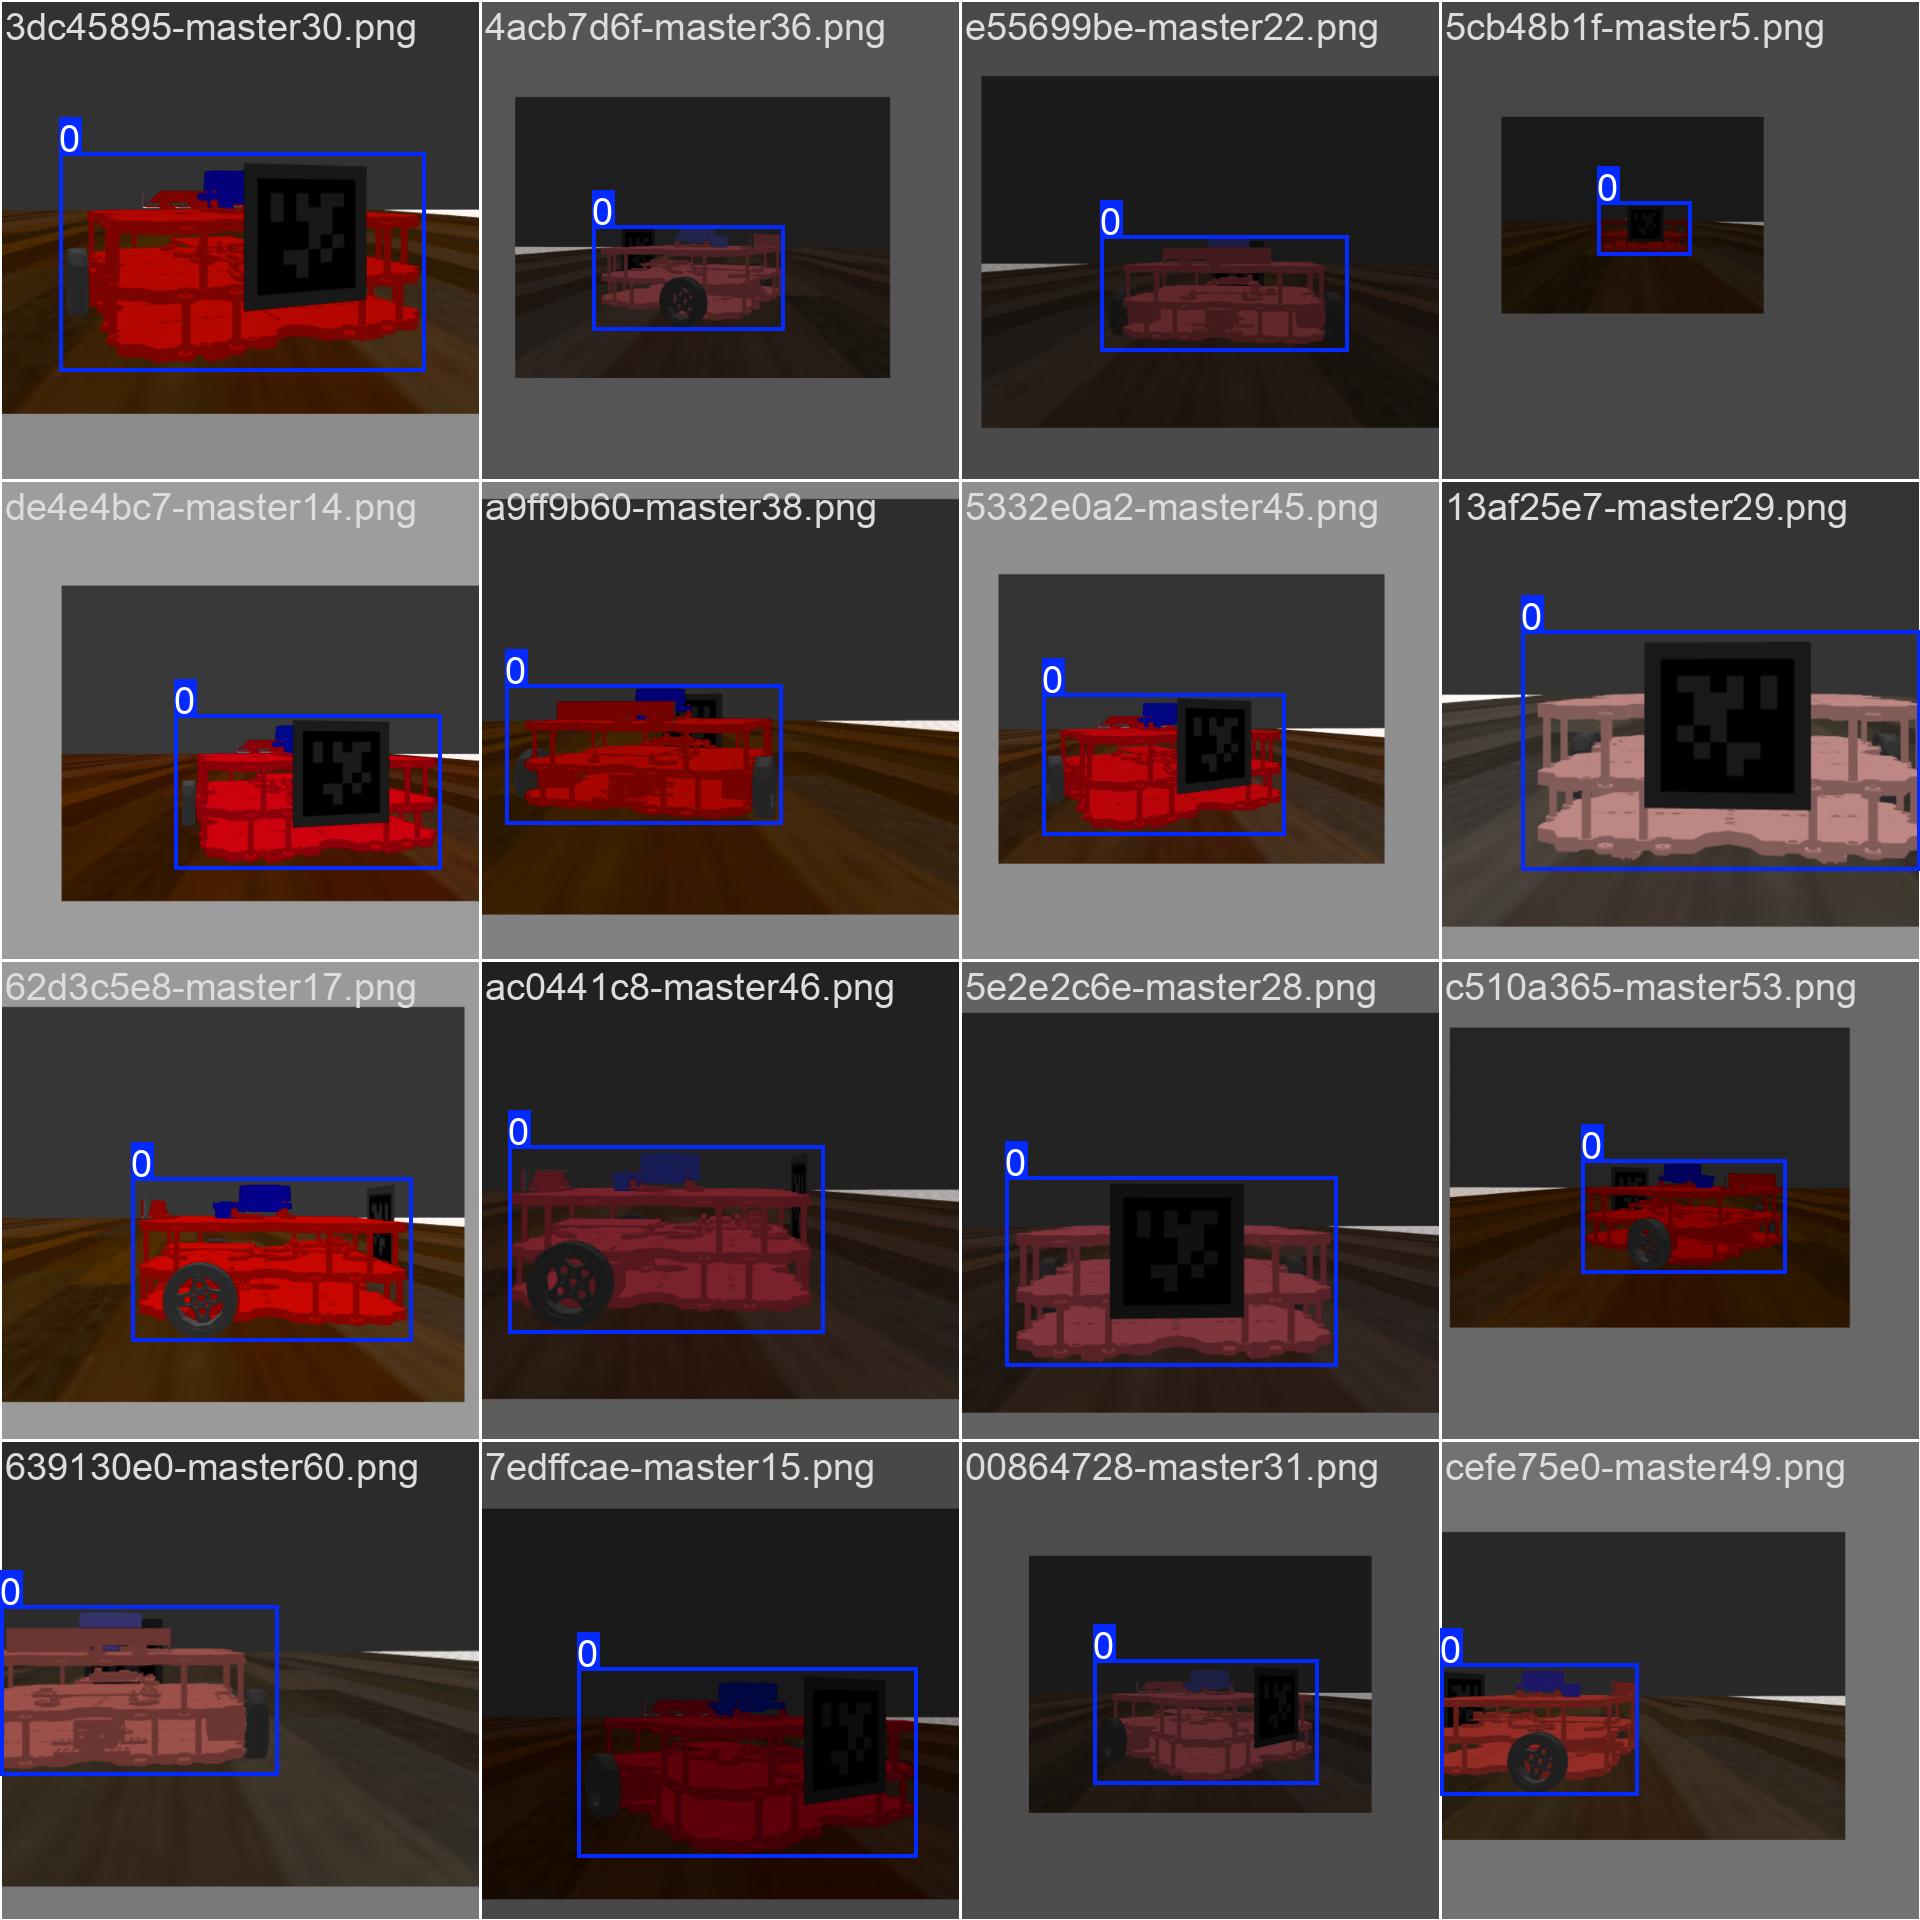 3dc45895-master30.png
4acb7d6f-master36.png
e55699be-master22.png
5cb48b1f-master5.png
0
0
0
0
de4e4bc7-master14.png
a9ff9b60-master38.png
5332e0a2-master45.png
13af25e7-master29.png
0
0
0
0
62d3c5e8-master17.png
ac0441c8-master46.png
5e2e2c6e-master28.png
c510a365-master53.png
0
0
0
0
639130e0-master60.png
7edffcae-master15.png
00864728-master31.png
cefe75e0-master49.png
0
0
0
0